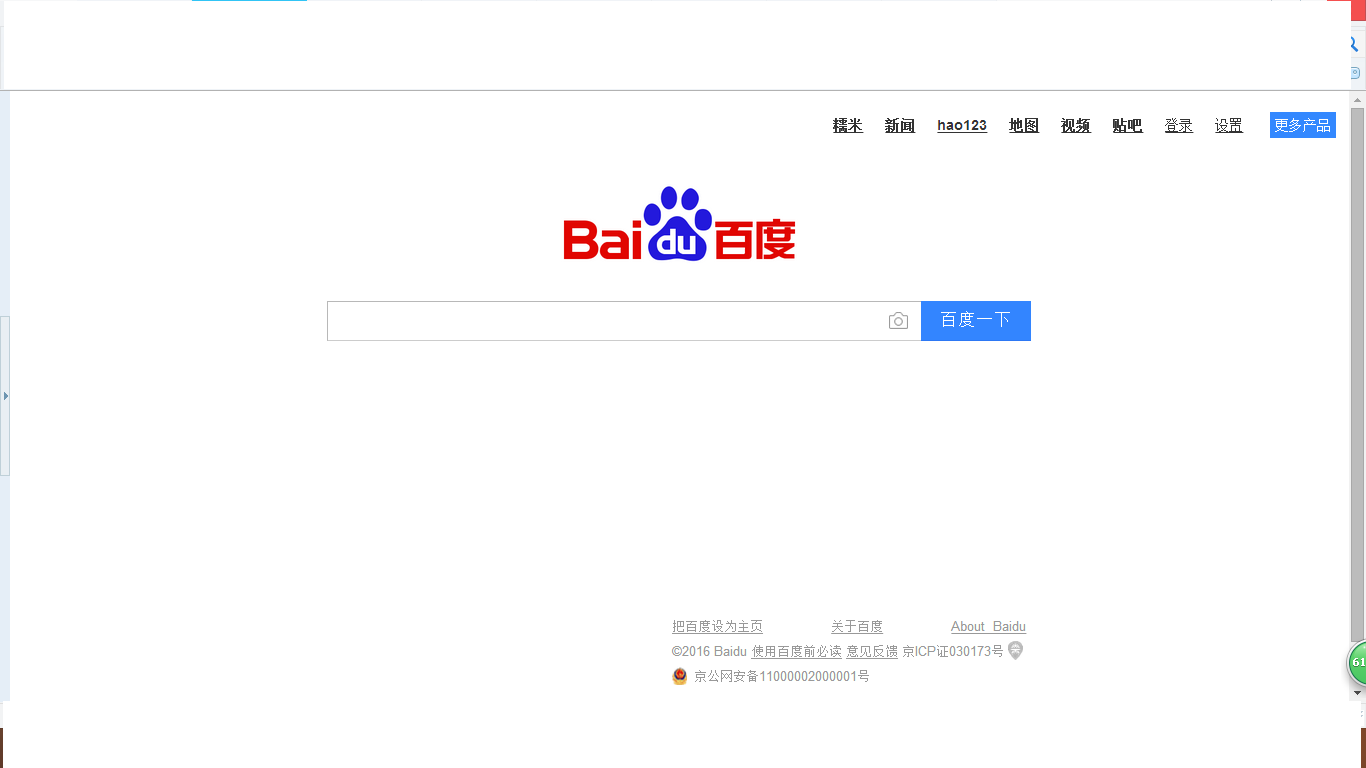 糯米 新闻 hao123 地图 视频 贴吧 登录 设置 更多产品
Baidu百度
百度一下
把百度设为主页 关于百度 About Baidu
©2016 Baidu 使用百度前必读 意见反馈 京ICP证030173号
京公网安备11000002000001号
61